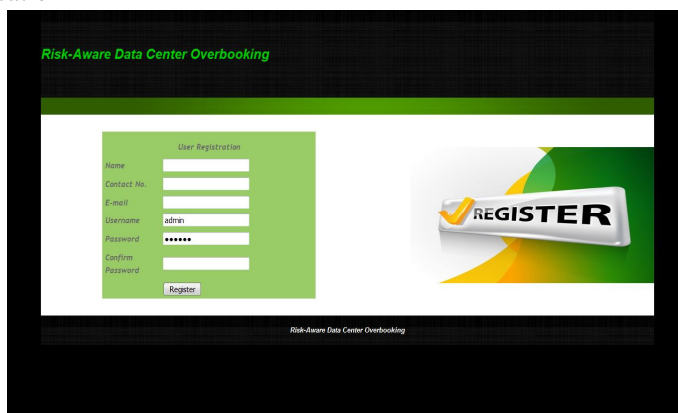 Risk-Aware Data Center Overbooking
User Registration
Name
Contact No.
E-mail
Username admin
Password ••••••
Confirm
Password
Register
REGISTER
Risk-Aware Data Center Overbooking